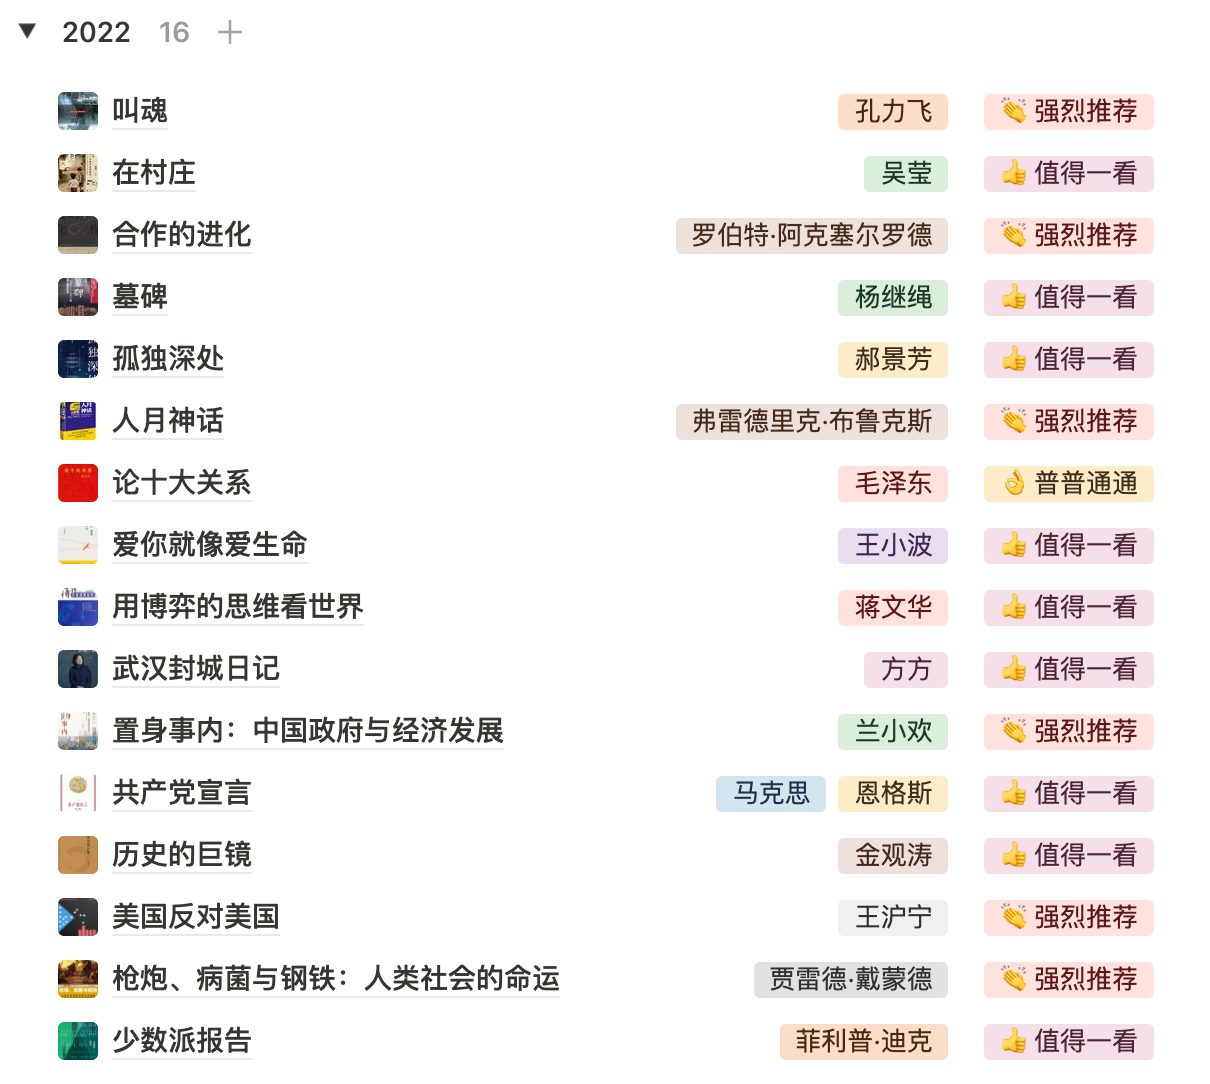 2022 16 +
叫魂 孔力飞 👏 强烈推荐
在村庄 吴莹 👍 值得一看
合作的进化 罗伯特·阿克塞尔罗德 👏 强烈推荐
墓碑 杨继绳 👍 值得一看
孤独深处 郝景芳 👍 值得一看
人月神话 弗雷德里克·布鲁克斯 👏 强烈推荐
论十大关系 毛泽东 👌 普普通通
爱你就像爱生命 王小波 👍 值得一看
用博弈的思维看世界 蒋文华 👍 值得一看
武汉封城日记 方方 👍 值得一看
置身事内：中国政府与经济发展 兰小欢 👏 强烈推荐
共产党宣言 马克思 恩格斯 👍 值得一看
历史的巨镜 金观涛 👍 值得一看
美国反对美国 王沪宁 👏 强烈推荐
枪炮、病菌与钢铁：人类社会的命运 贾雷德·戴蒙德 👏 强烈推荐
少数派报告 菲利普·迪克 👍 值得一看